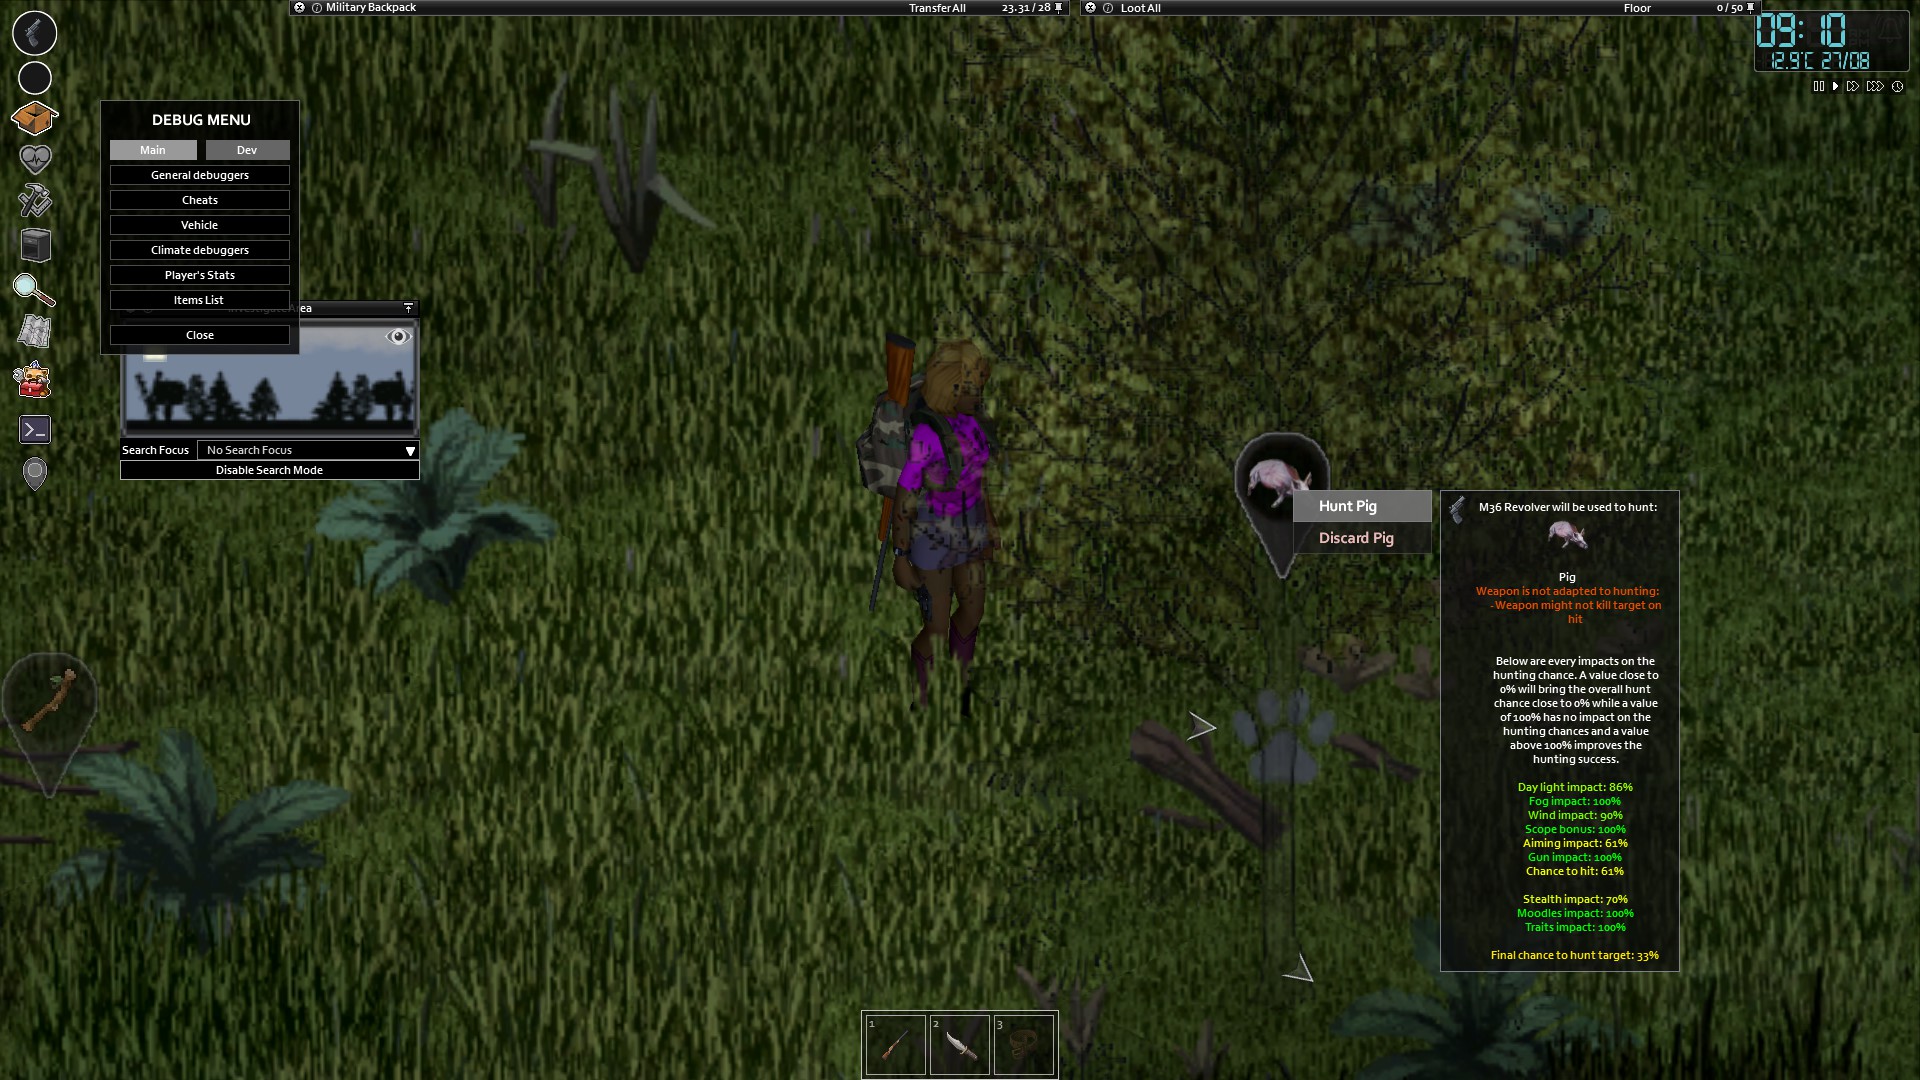 Military Backpack
Transfer All
23.31 / 28
Loot All
Floor
0 / 50
09:10
12.9°C 27/08
DEBUG MENU
Main
Dev
General debuggers
Cheats
Vehicle
Climate debuggers
Player's Stats
Items List
Close
Search Focus
No Search Focus
Disable Search Mode
Hunt Pig
Discard Pig
M36 Revolver will be used to hunt:
Pig
Weapon is not adapted to hunting:
-Weapon might not kill target on
hit
Below are every impacts on the
hunting chance. A value close to
0% will bring the overall hunt
chance close to 0% while a value
of 100% has no impact on the
hunting chances and a value
above 100% improves the
hunting success.
Day light impact: 86%
Fog impact: 100%
Wind impact: 90%
Scope bonus: 100%
Aiming impact: 61%
Gun impact: 100%
Chance to hit: 61%
Stealth impact: 70%
Moodles impact: 100%
Traits impact: 100%
Final chance to hunt target: 33%
1
2
3